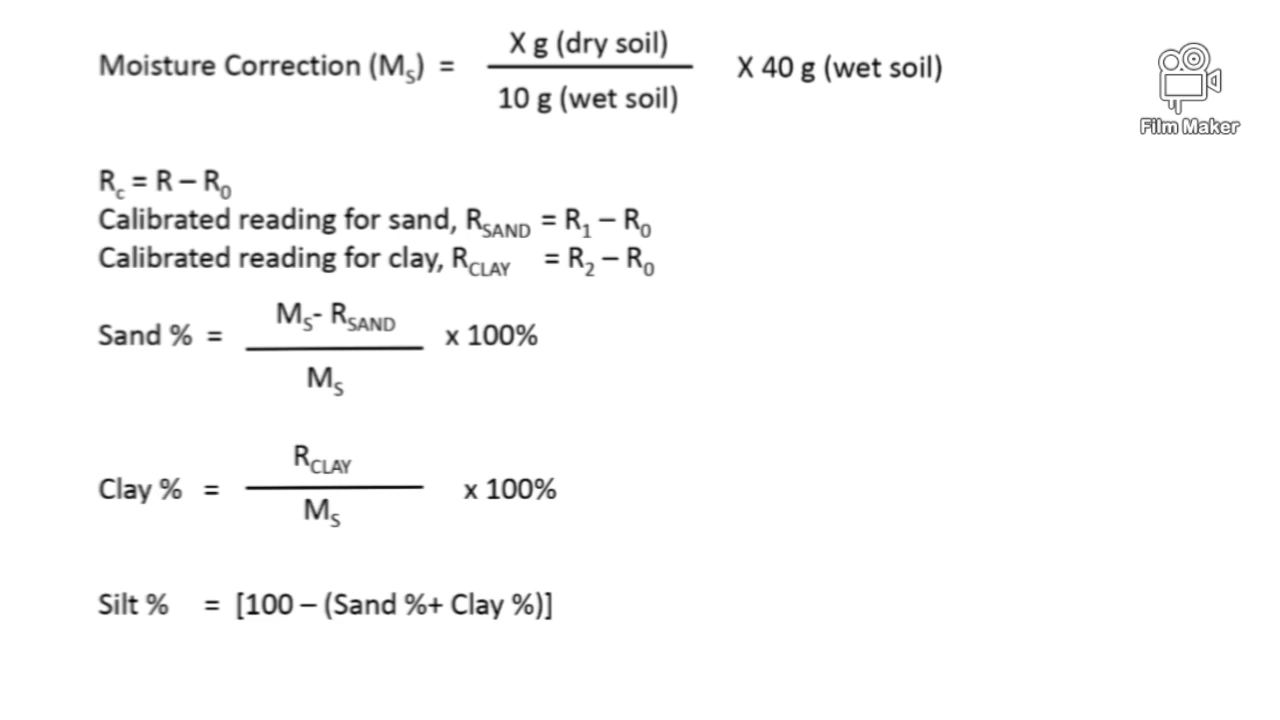 Moisture Correction (Ms) = X g (dry soil) / 10 g (wet soil) X 40 g (wet soil)
Film Maker
Rc = R – R0
Calibrated reading for sand, RSAND = R1 – R0
Calibrated reading for clay, RCLAY = R2 – R0
Sand % = Ms- RSAND / Ms x 100%
Clay % = RCLAY / Ms x 100%
Silt % = [100 – (Sand %+ Clay %)]